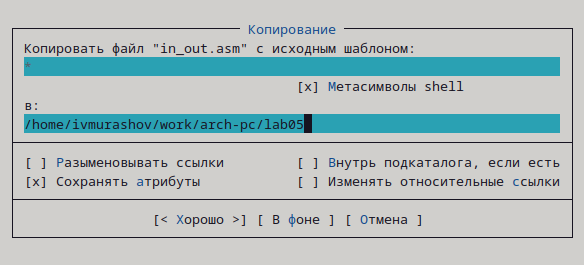 Копирование
Копировать файл "in_out.asm" с исходным шаблоном:
*
[x] Метасимволы shell
в:
/home/ivmurashov/work/arch-pc/lab05
[ ] Разыменовывать ссылки [ ] Внутрь подкаталога, если есть
[x] Сохранять атрибуты [ ] Изменять относительные ссылки
[< Хорошо >] [ В фоне ] [ Отмена ]